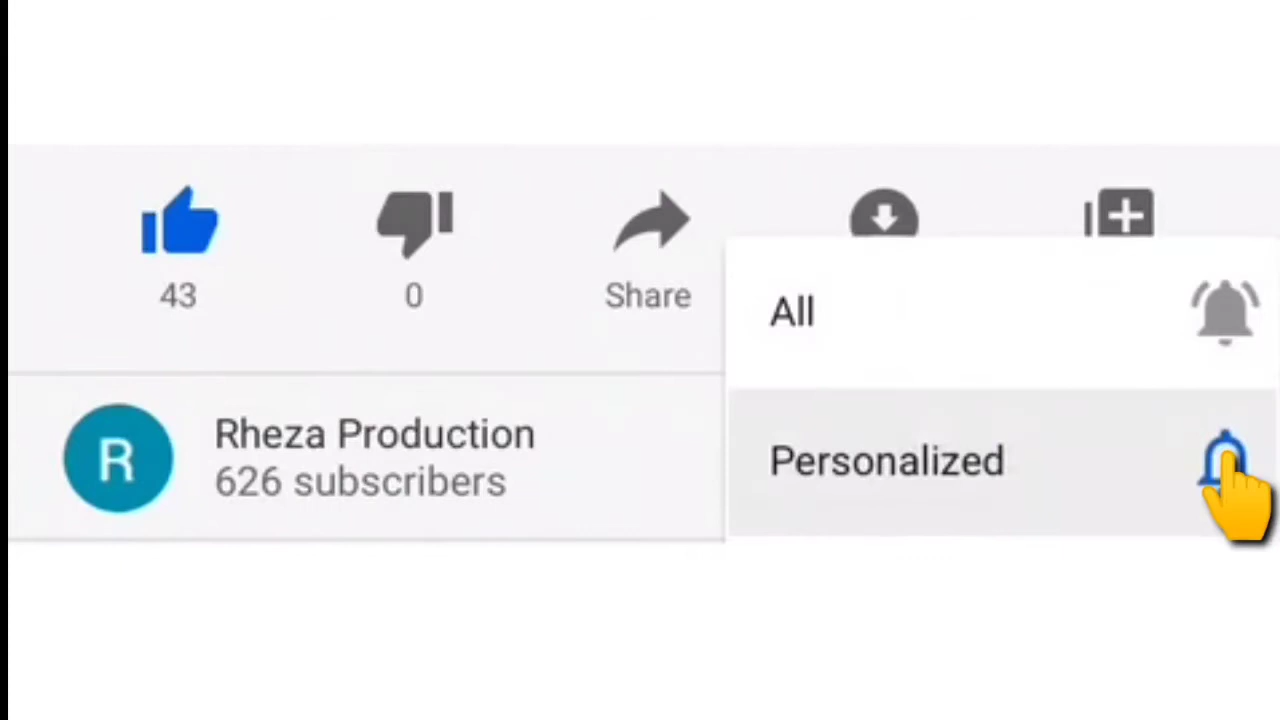 43
0
Share
All
R
Rheza Production
626 subscribers
Personalized